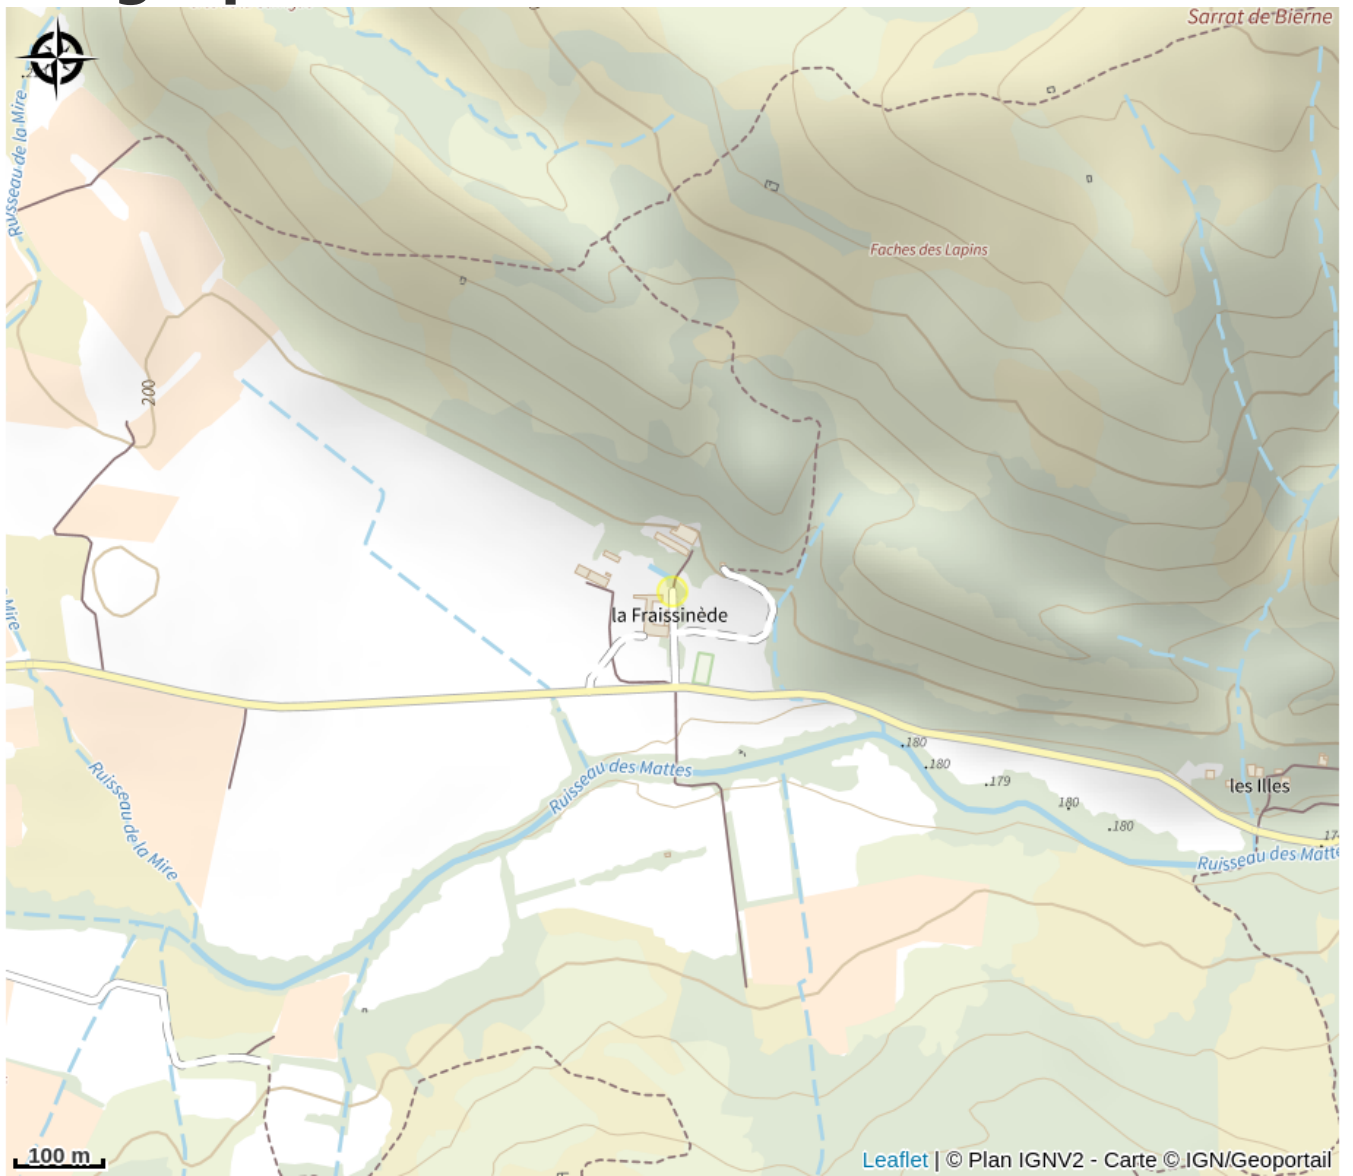 Sarrat de Bierne
Ruisseau de la Mire
Faches des Lapins
200
la Fraissinède
Mire
Ruisseau des Mattes
180
180
179
180
180
les Illes
Ruisseau de la Mire
Ruisseau des Matte
100 m
Leaflet | © Plan IGNV2 - Carte © IGN/Geoportail